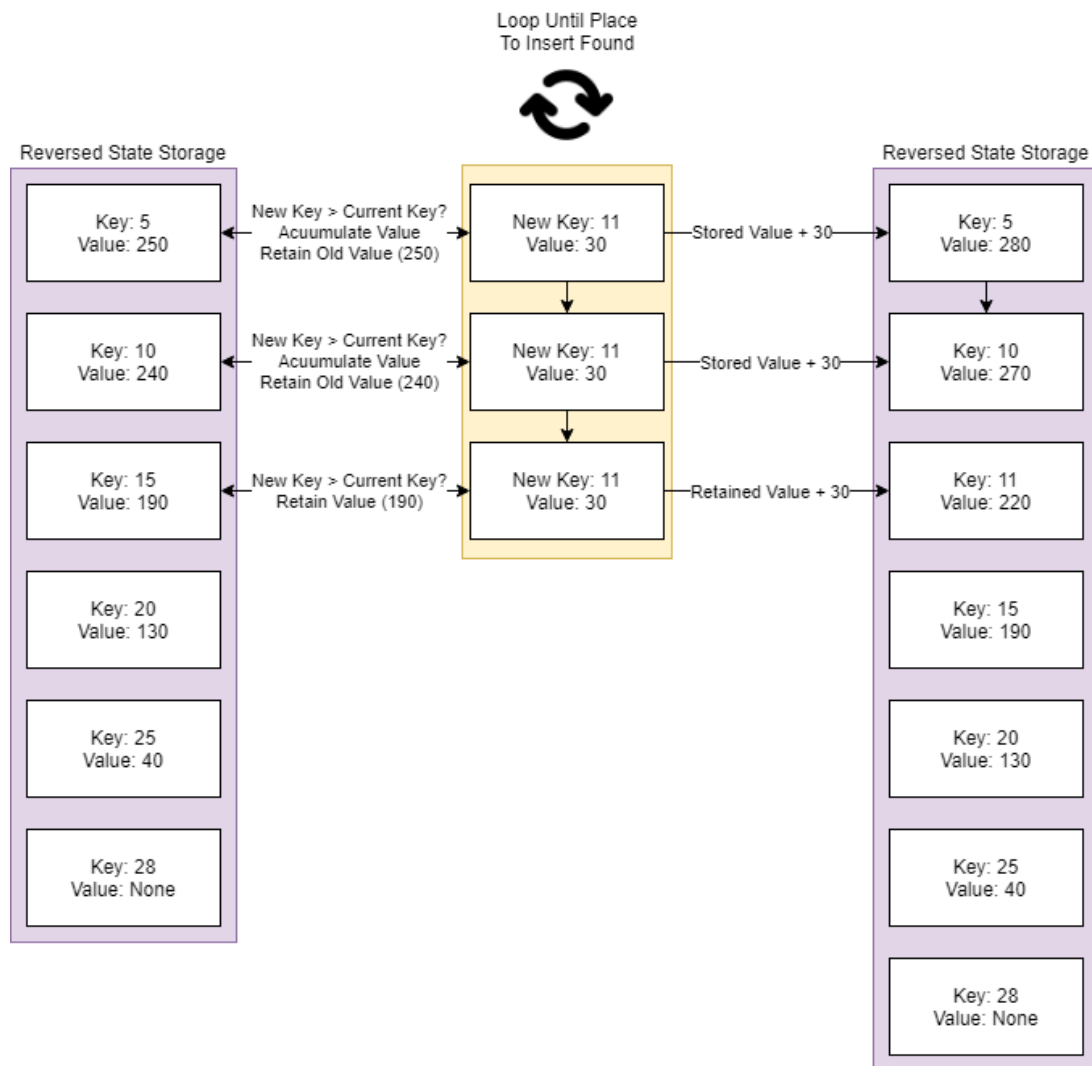 Loop Until Place
To Insert Found
Reversed State Storage
Key: 5
Value: 250
Key: 10
Value: 240
Key: 15
Value: 190
Key: 20
Value: 130
Key: 25
Value: 40
Key: 28
Value: None
New Key > Current Key?
Acuumulate Value
Retain Old Value (250)
New Key > Current Key?
Acuumulate Value
Retain Old Value (240)
New Key > Current Key?
Retain Value (190)
New Key: 11
Value: 30
New Key: 11
Value: 30
New Key: 11
Value: 30
Stored Value + 30
Stored Value + 30
Retained Value + 30
Reversed State Storage
Key: 5
Value: 280
Key: 10
Value: 270
Key: 11
Value: 220
Key: 15
Value: 190
Key: 20
Value: 130
Key: 25
Value: 40
Key: 28
Value: None